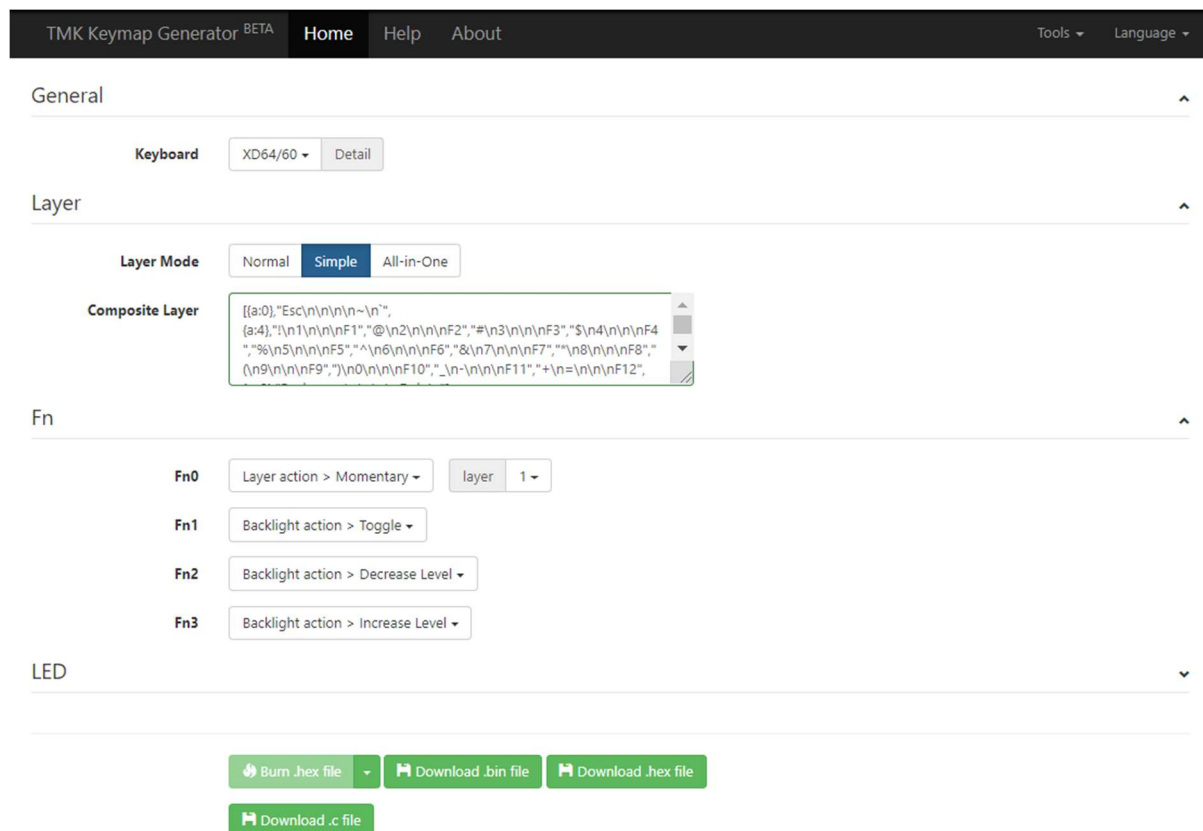 TMK Keymap Generator BETA Home Help About Tools Language
General
Keyboard XD64/60 Detail
Layer
Layer Mode Normal Simple All-in-One
Composite Layer
[{a:0},"Esc\n\n\n\n~\n`",
{a:4},"!\n1\n\n\nF1","@\n2\n\n\nF2","#\n3\n\n\nF3","$\n4\n\n\nF4
","%\n5\n\n\nF5","^\n6\n\n\nF6","&\n7\n\n\nF7","*\n8\n\n\nF8","
(\n9\n\n\nF9",")\n0\n\n\nF10","_\n-\n\n\nF11","+\n=\n\n\nF12",
Fn
Fn0 Layer action > Momentary layer 1
Fn1 Backlight action > Toggle
Fn2 Backlight action > Decrease Level
Fn3 Backlight action > Increase Level
LED
Burn .hex file Download .bin file Download .hex file
Download .c file